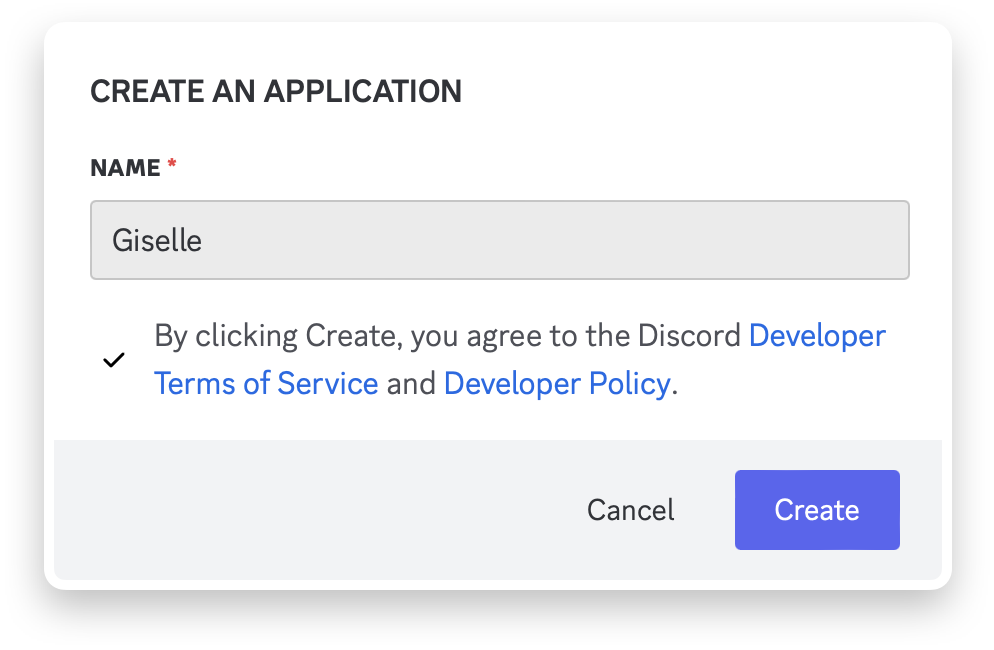 CREATE AN APPLICATION
NAME *
Giselle
By clicking Create, you agree to the Discord Developer
Terms of Service and Developer Policy.
Cancel
Create